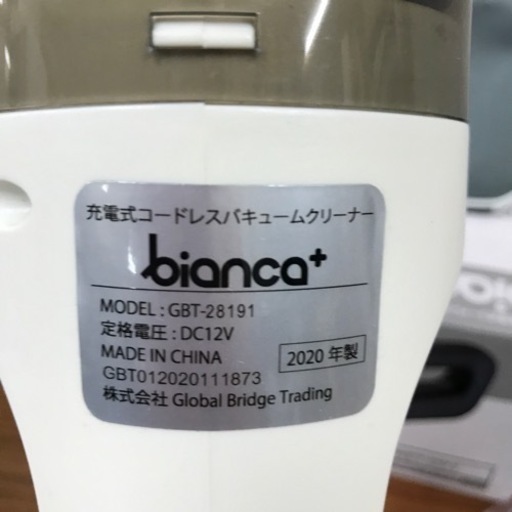 充電式コードレスバキュームクリーナー
bianca+
MODEL : GBT-28191
定格電圧 : DC12V
MADE IN CHINA
2020 年製
GBT012020111873
株式会社 Global Bridge Trading